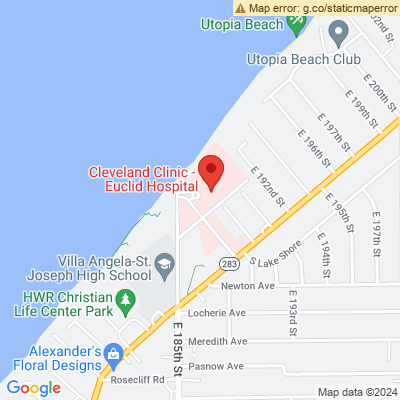 Map error: g.co/staticmaperror
Utopia Beach
Utopia Beach Club
E 192nd St
E 200th St
E 199th St
E 197th St
E 196th St
Cleveland Clinic -
Euclid Hospital
E 192nd St
E 195th St
E 197th St
E 194th St
S Lake Shore
Villa Angela-St.
Joseph High School
283
Newton Ave
HWR Christian
Life Center Park
E 193rd St
Locherie Ave
E 185th St
Meredith Ave
Alexander's
Floral Designs
Pasnow Ave
Rosecliff Rd
Google
Map data ©2024